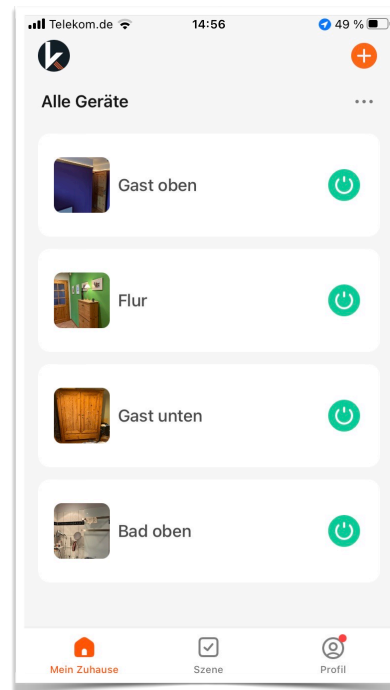 Telekom.de 14:56 49 %
Alle Geräte
Gast oben
Flur
Gast unten
Bad oben
Mein Zuhause Szene Profil